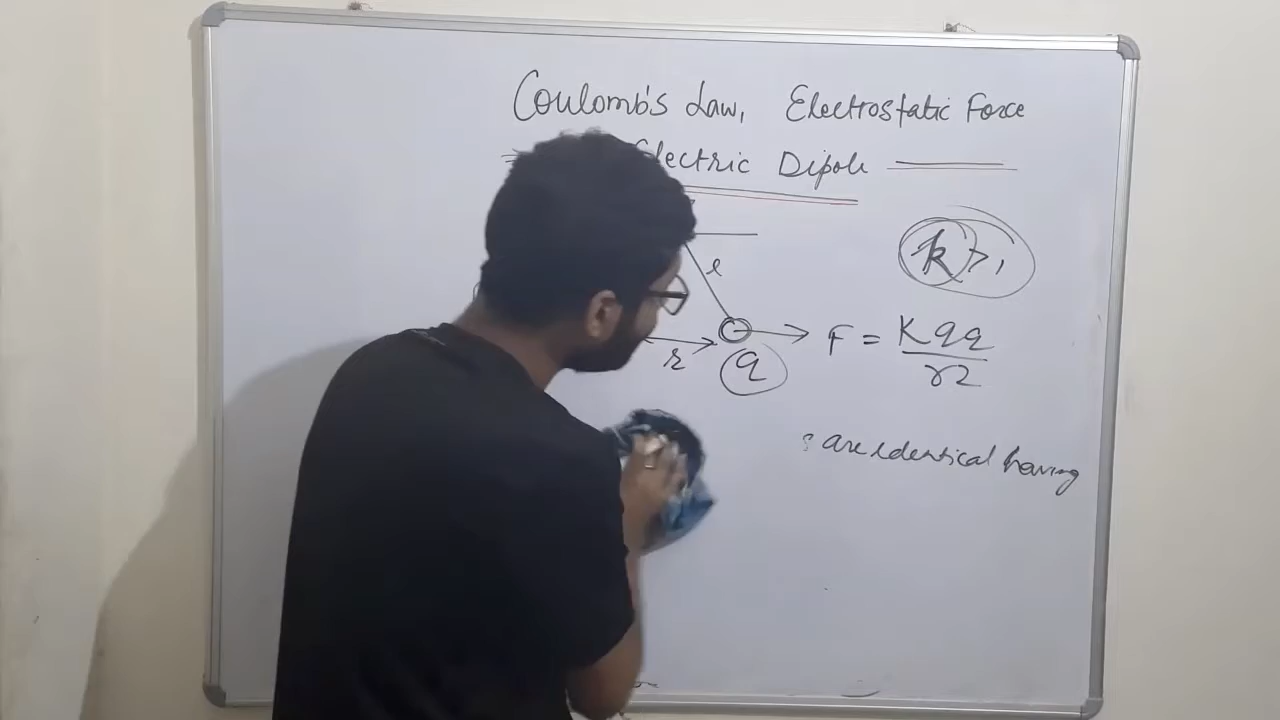 Coulomb's Law, Electrostatic Force
Electric Dipole
k > 1
l
F = Kqq / r2
r
q
are identical having